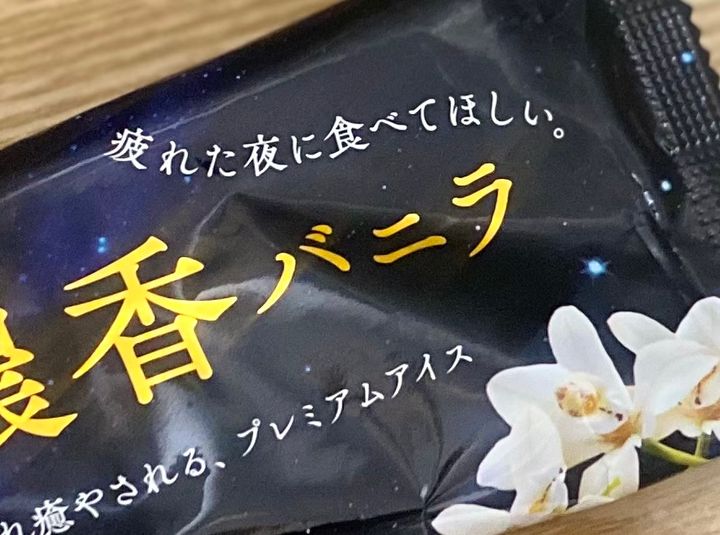 疲れた夜に食べてほしい。
濃香バニラ
れ癒やされる、プレミアムアイス